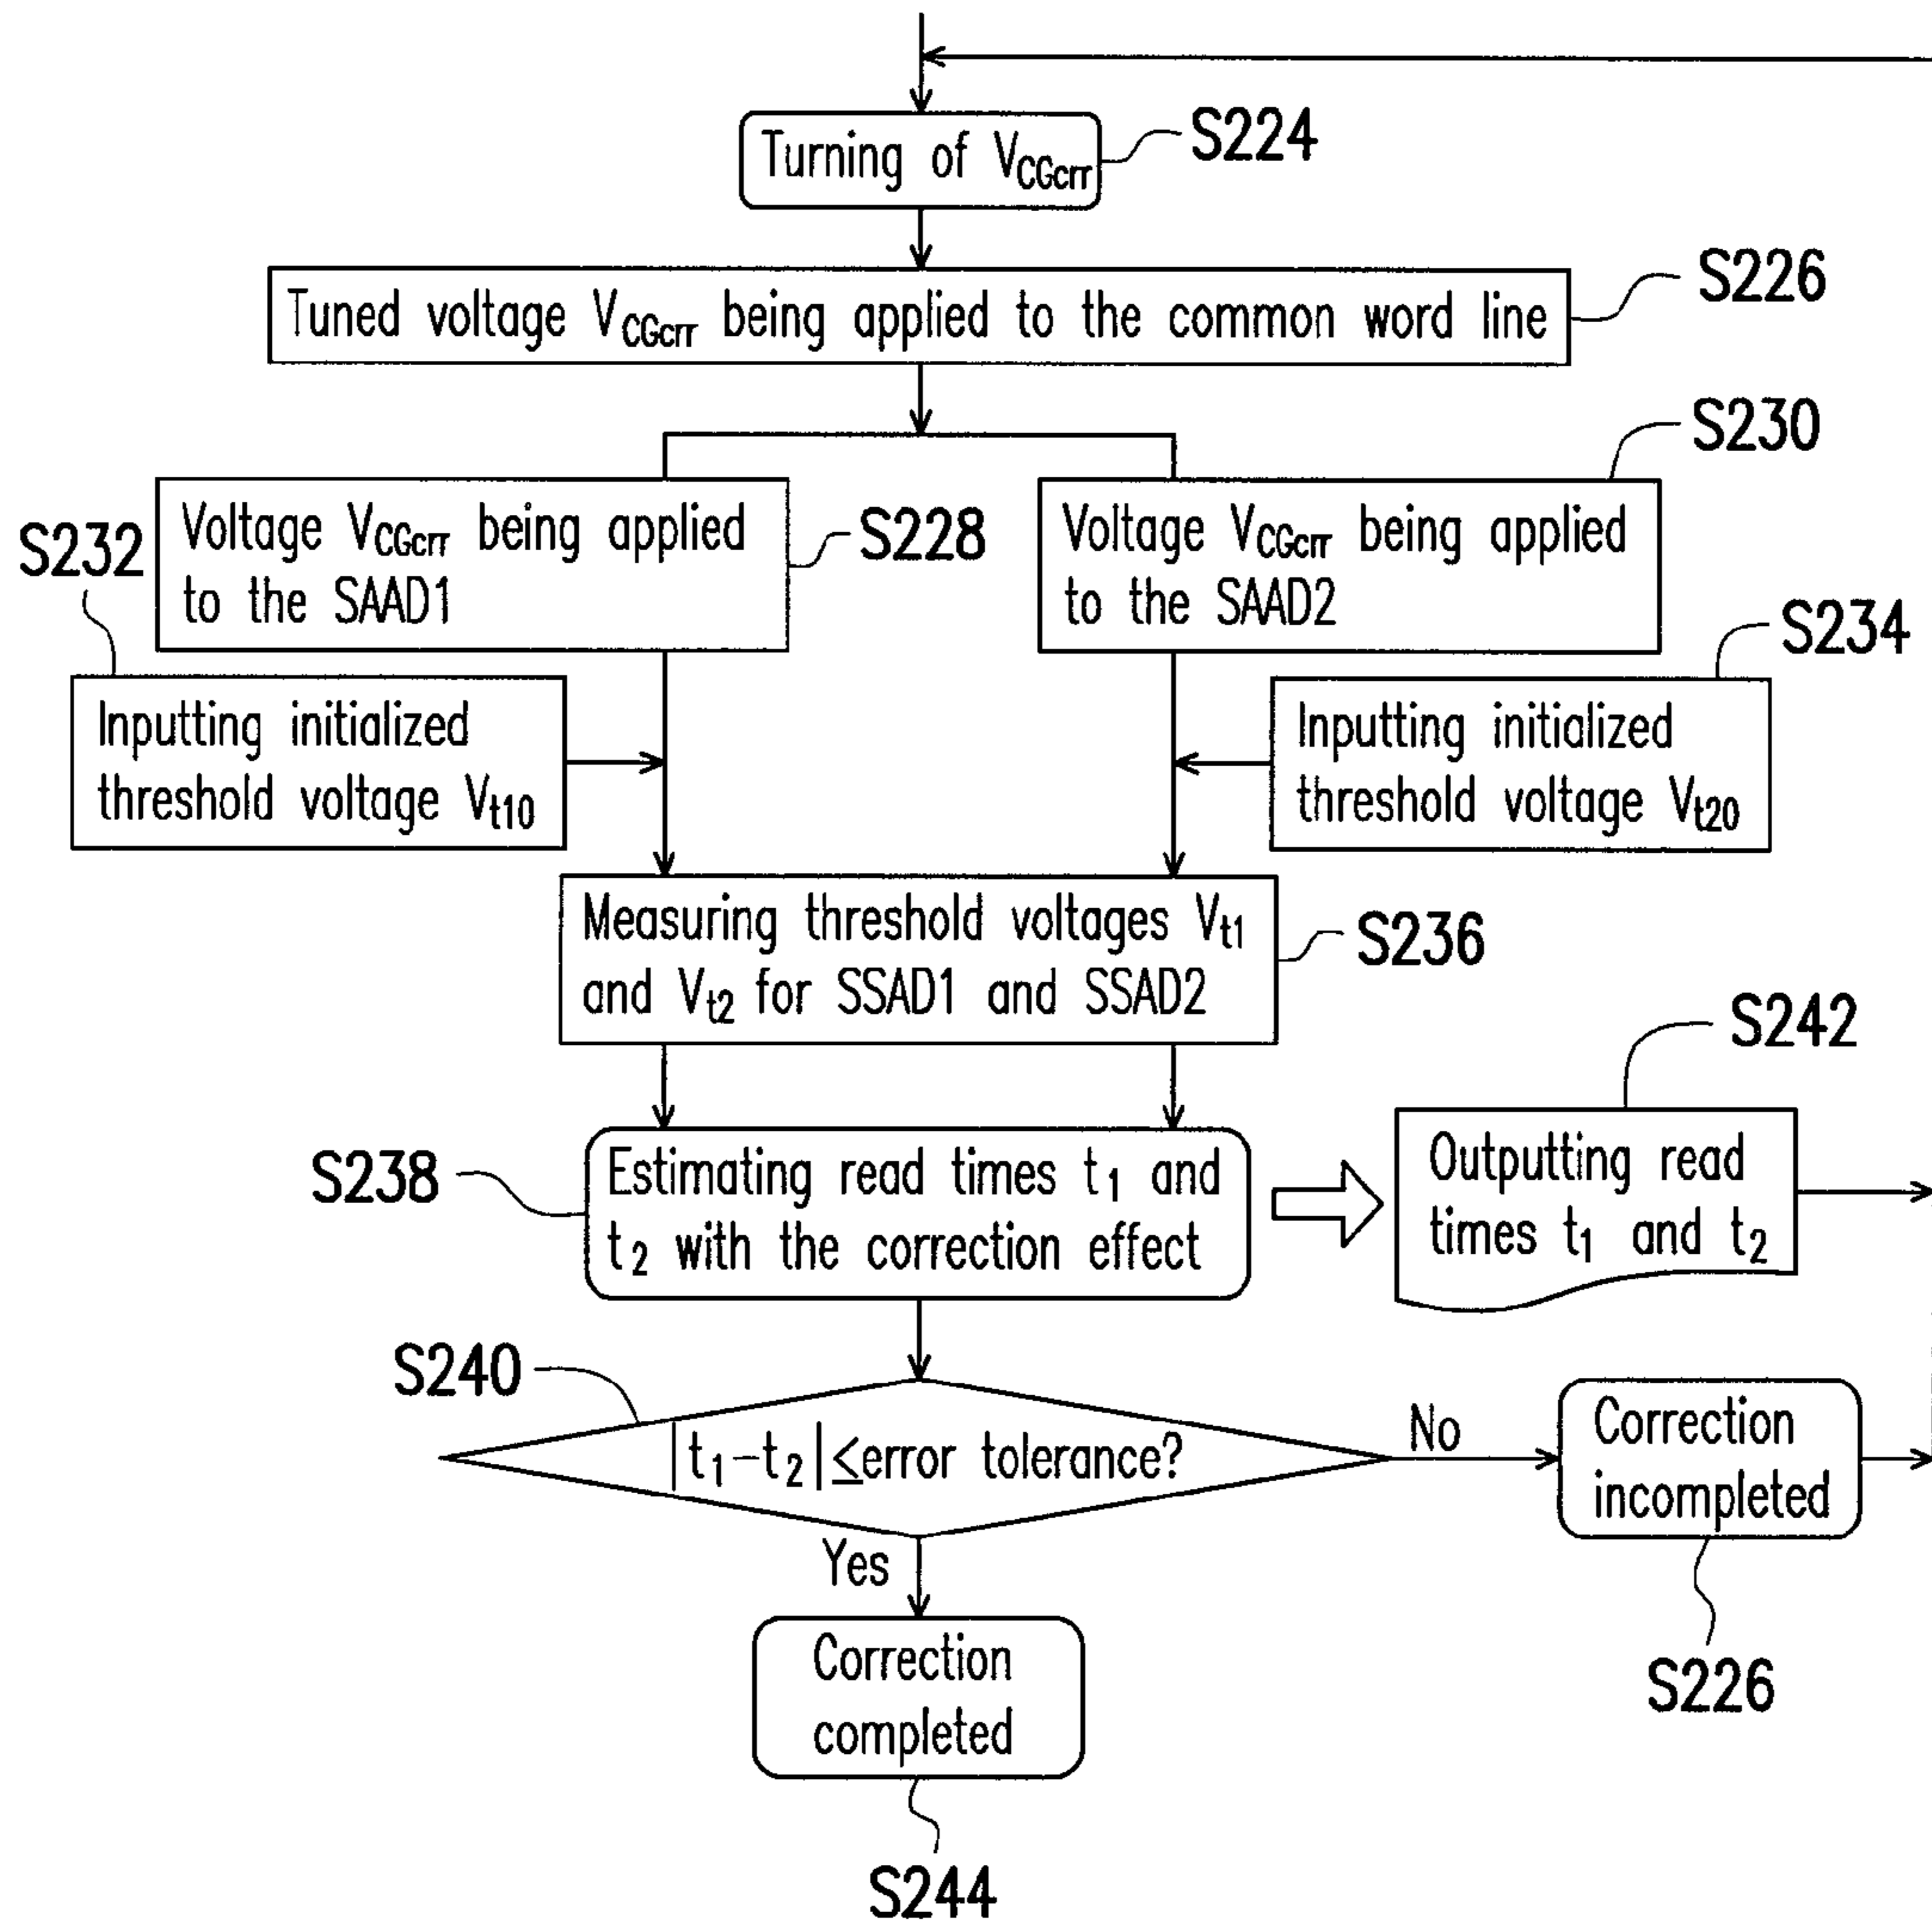 Turning of VCGcrr
S224
Tuned voltage VCGcrr being applied to the common word line
S226
S230
Voltage VCGcrr being applied
to the SAAD1
S228
Voltage VCGcrr being applied
to the SAAD2
S232
S234
Inputting initialized
threshold voltage Vt10
Inputting initialized
threshold voltage Vt20
Measuring threshold voltages Vt1
and Vt2 for SSAD1 and SSAD2
S236
S242
S238
Estimating read times t1 and
t2 with the correction effect
Outputting read
times t1 and t2
S240
|t1-t2|≤error tolerance?
No
Correction
incompleted
Yes
S226
Correction
completed
S244